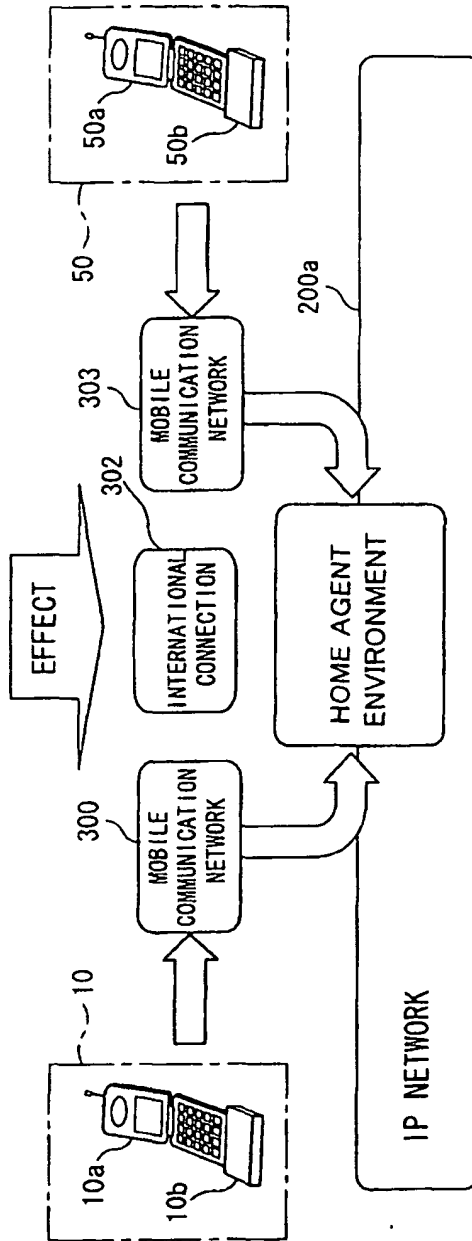 EFFECT
10
10a
10b
300
MOBILE
COMMUNICATION
NETWORK
302
INTERNATIONAL
CONNECTION
303
MOBILE
COMMUNICATION
NETWORK
50
50a
50b
200a
HOME AGENT
ENVIRONMENT
IP NETWORK